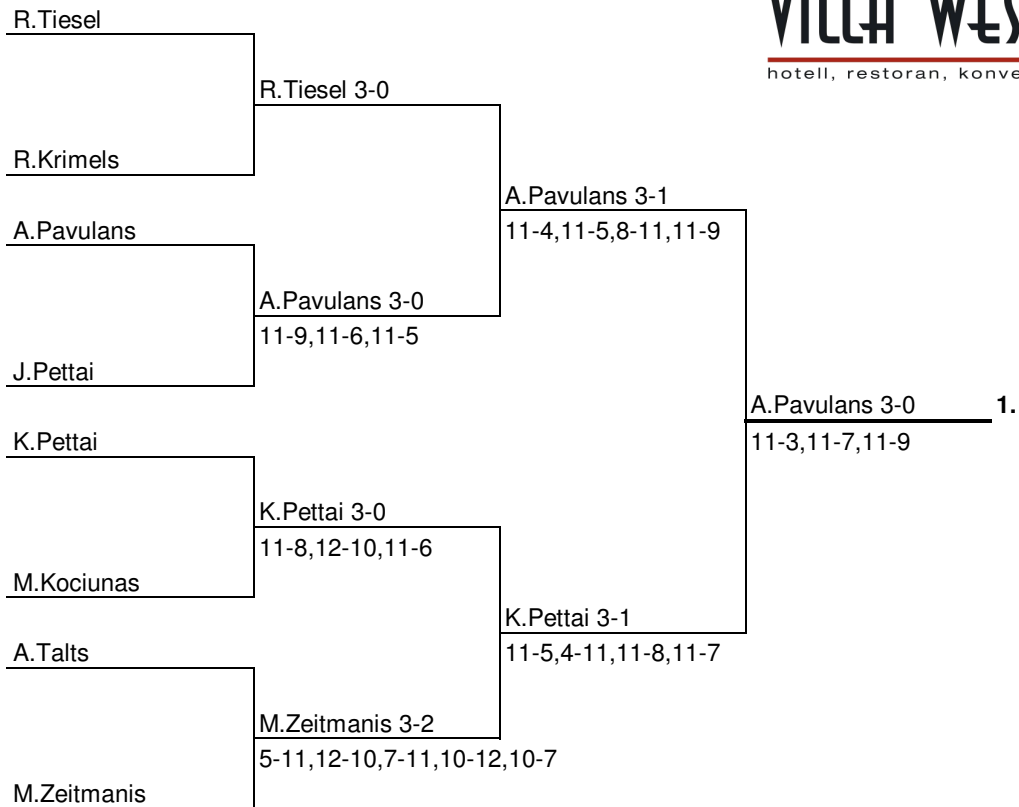 R.Tiesel
VILLA WES
hotell, restoran, konve
R.Tiesel 3-0
R.Krimels
A.Pavulans 3-1
A.Pavulans
11-4,11-5,8-11,11-9
A.Pavulans 3-0
11-9,11-6,11-5
J.Pettai
A.Pavulans 3-0 1.
K.Pettai
11-3,11-7,11-9
K.Pettai 3-0
11-8,12-10,11-6
M.Kociunas
K.Pettai 3-1
A.Talts
11-5,4-11,11-8,11-7
M.Zeitmanis 3-2
5-11,12-10,7-11,10-12,10-7
M.Zeitmanis